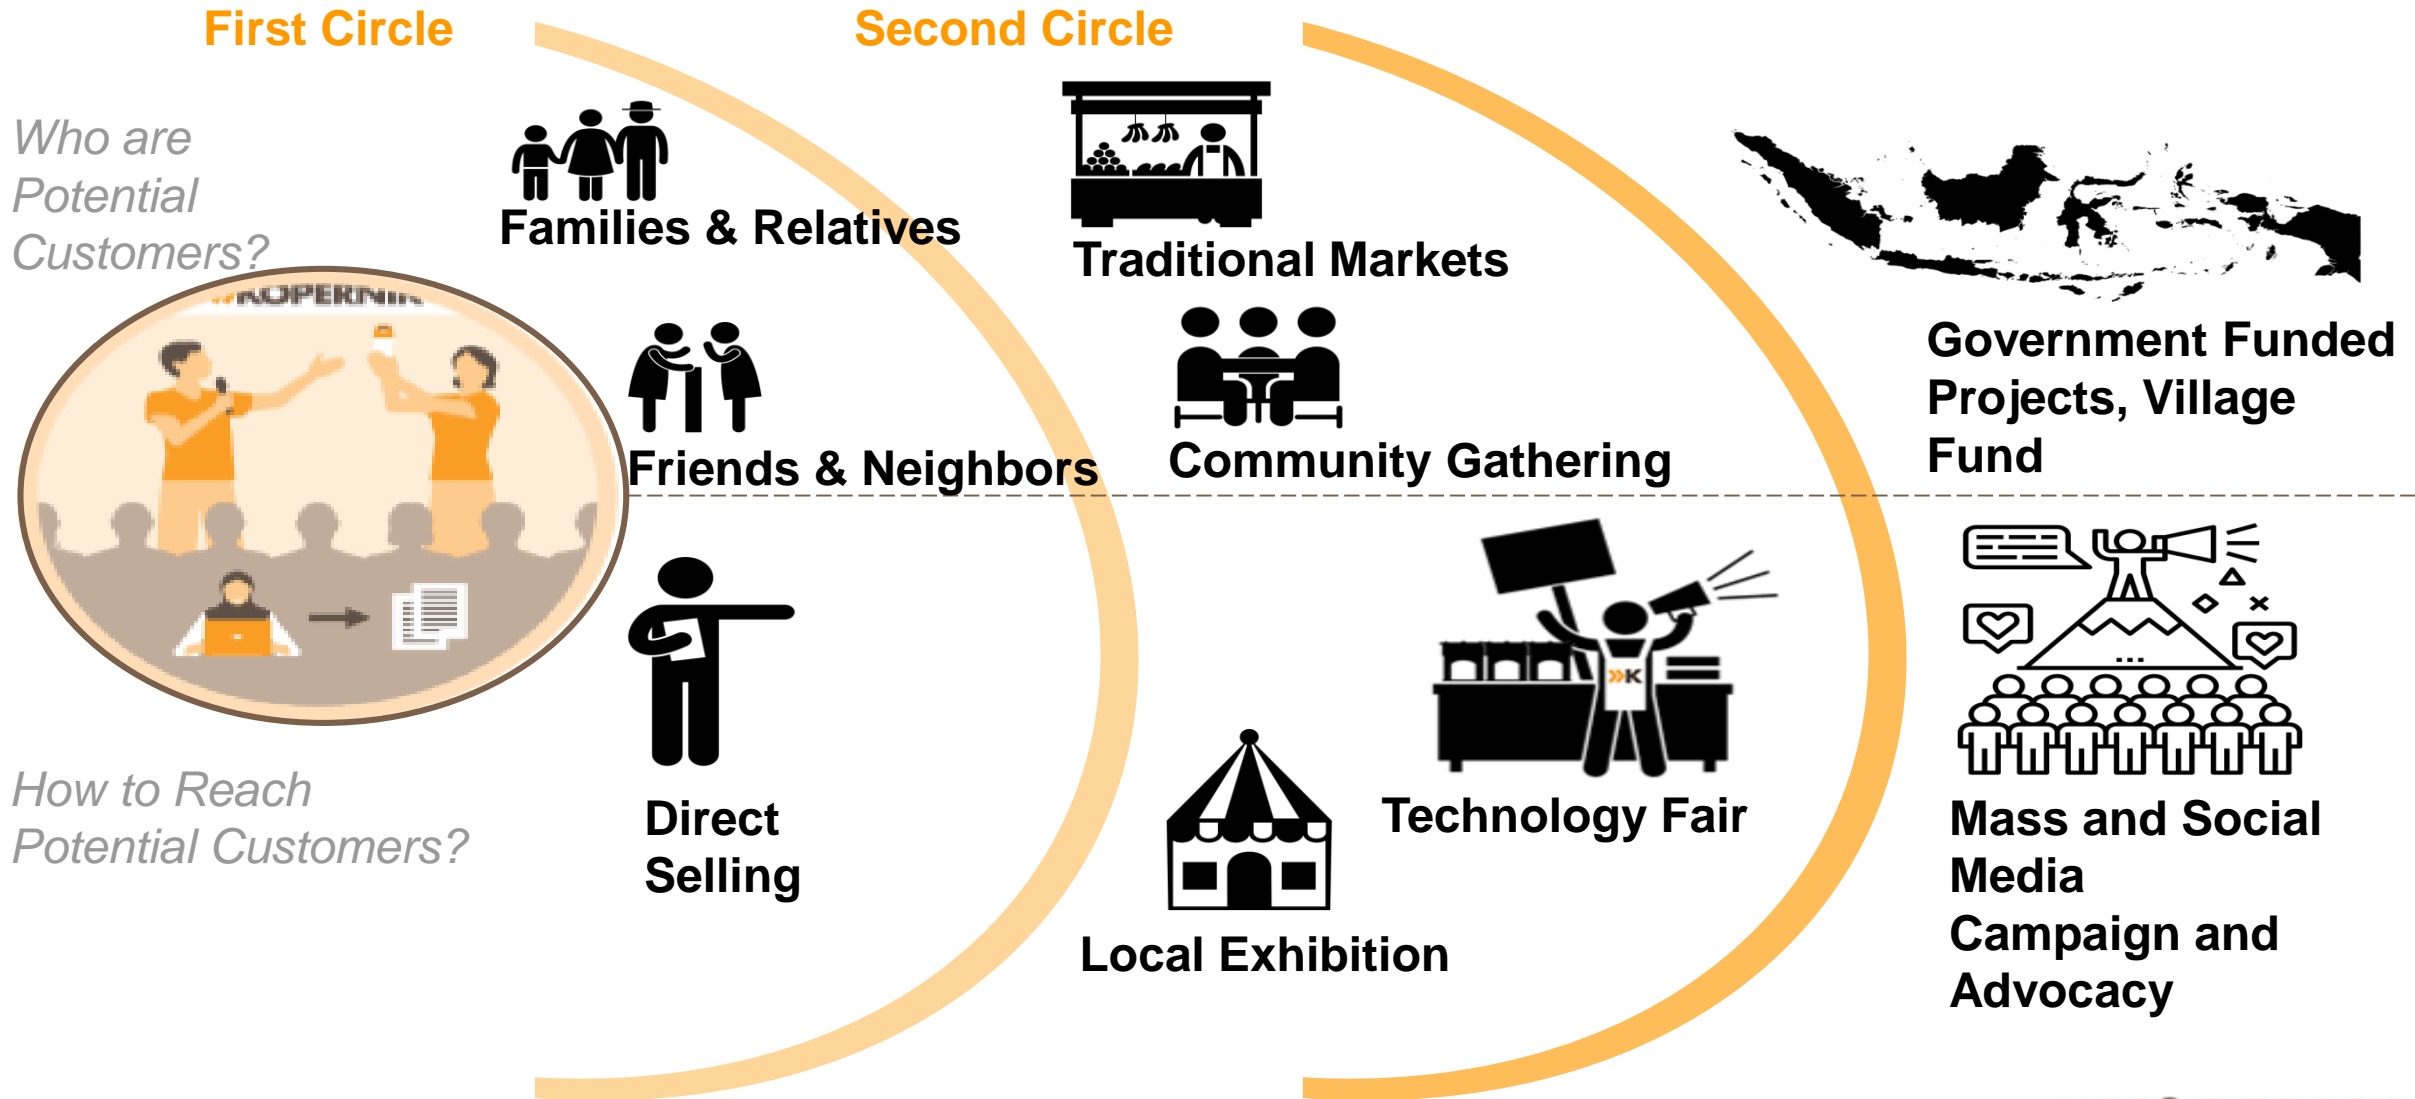 First Circle
Second Circle
Who are
Potential
Customers?
Families & Relatives
Traditional Markets
Friends & Neighbors
Community Gathering
Government Funded
Projects, Village
Fund
»KOPERNIK
»K
How to Reach
Potential Customers?
Direct
Selling
Local Exhibition
Technology Fair
Mass and Social
Media
Campaign and
Advocacy